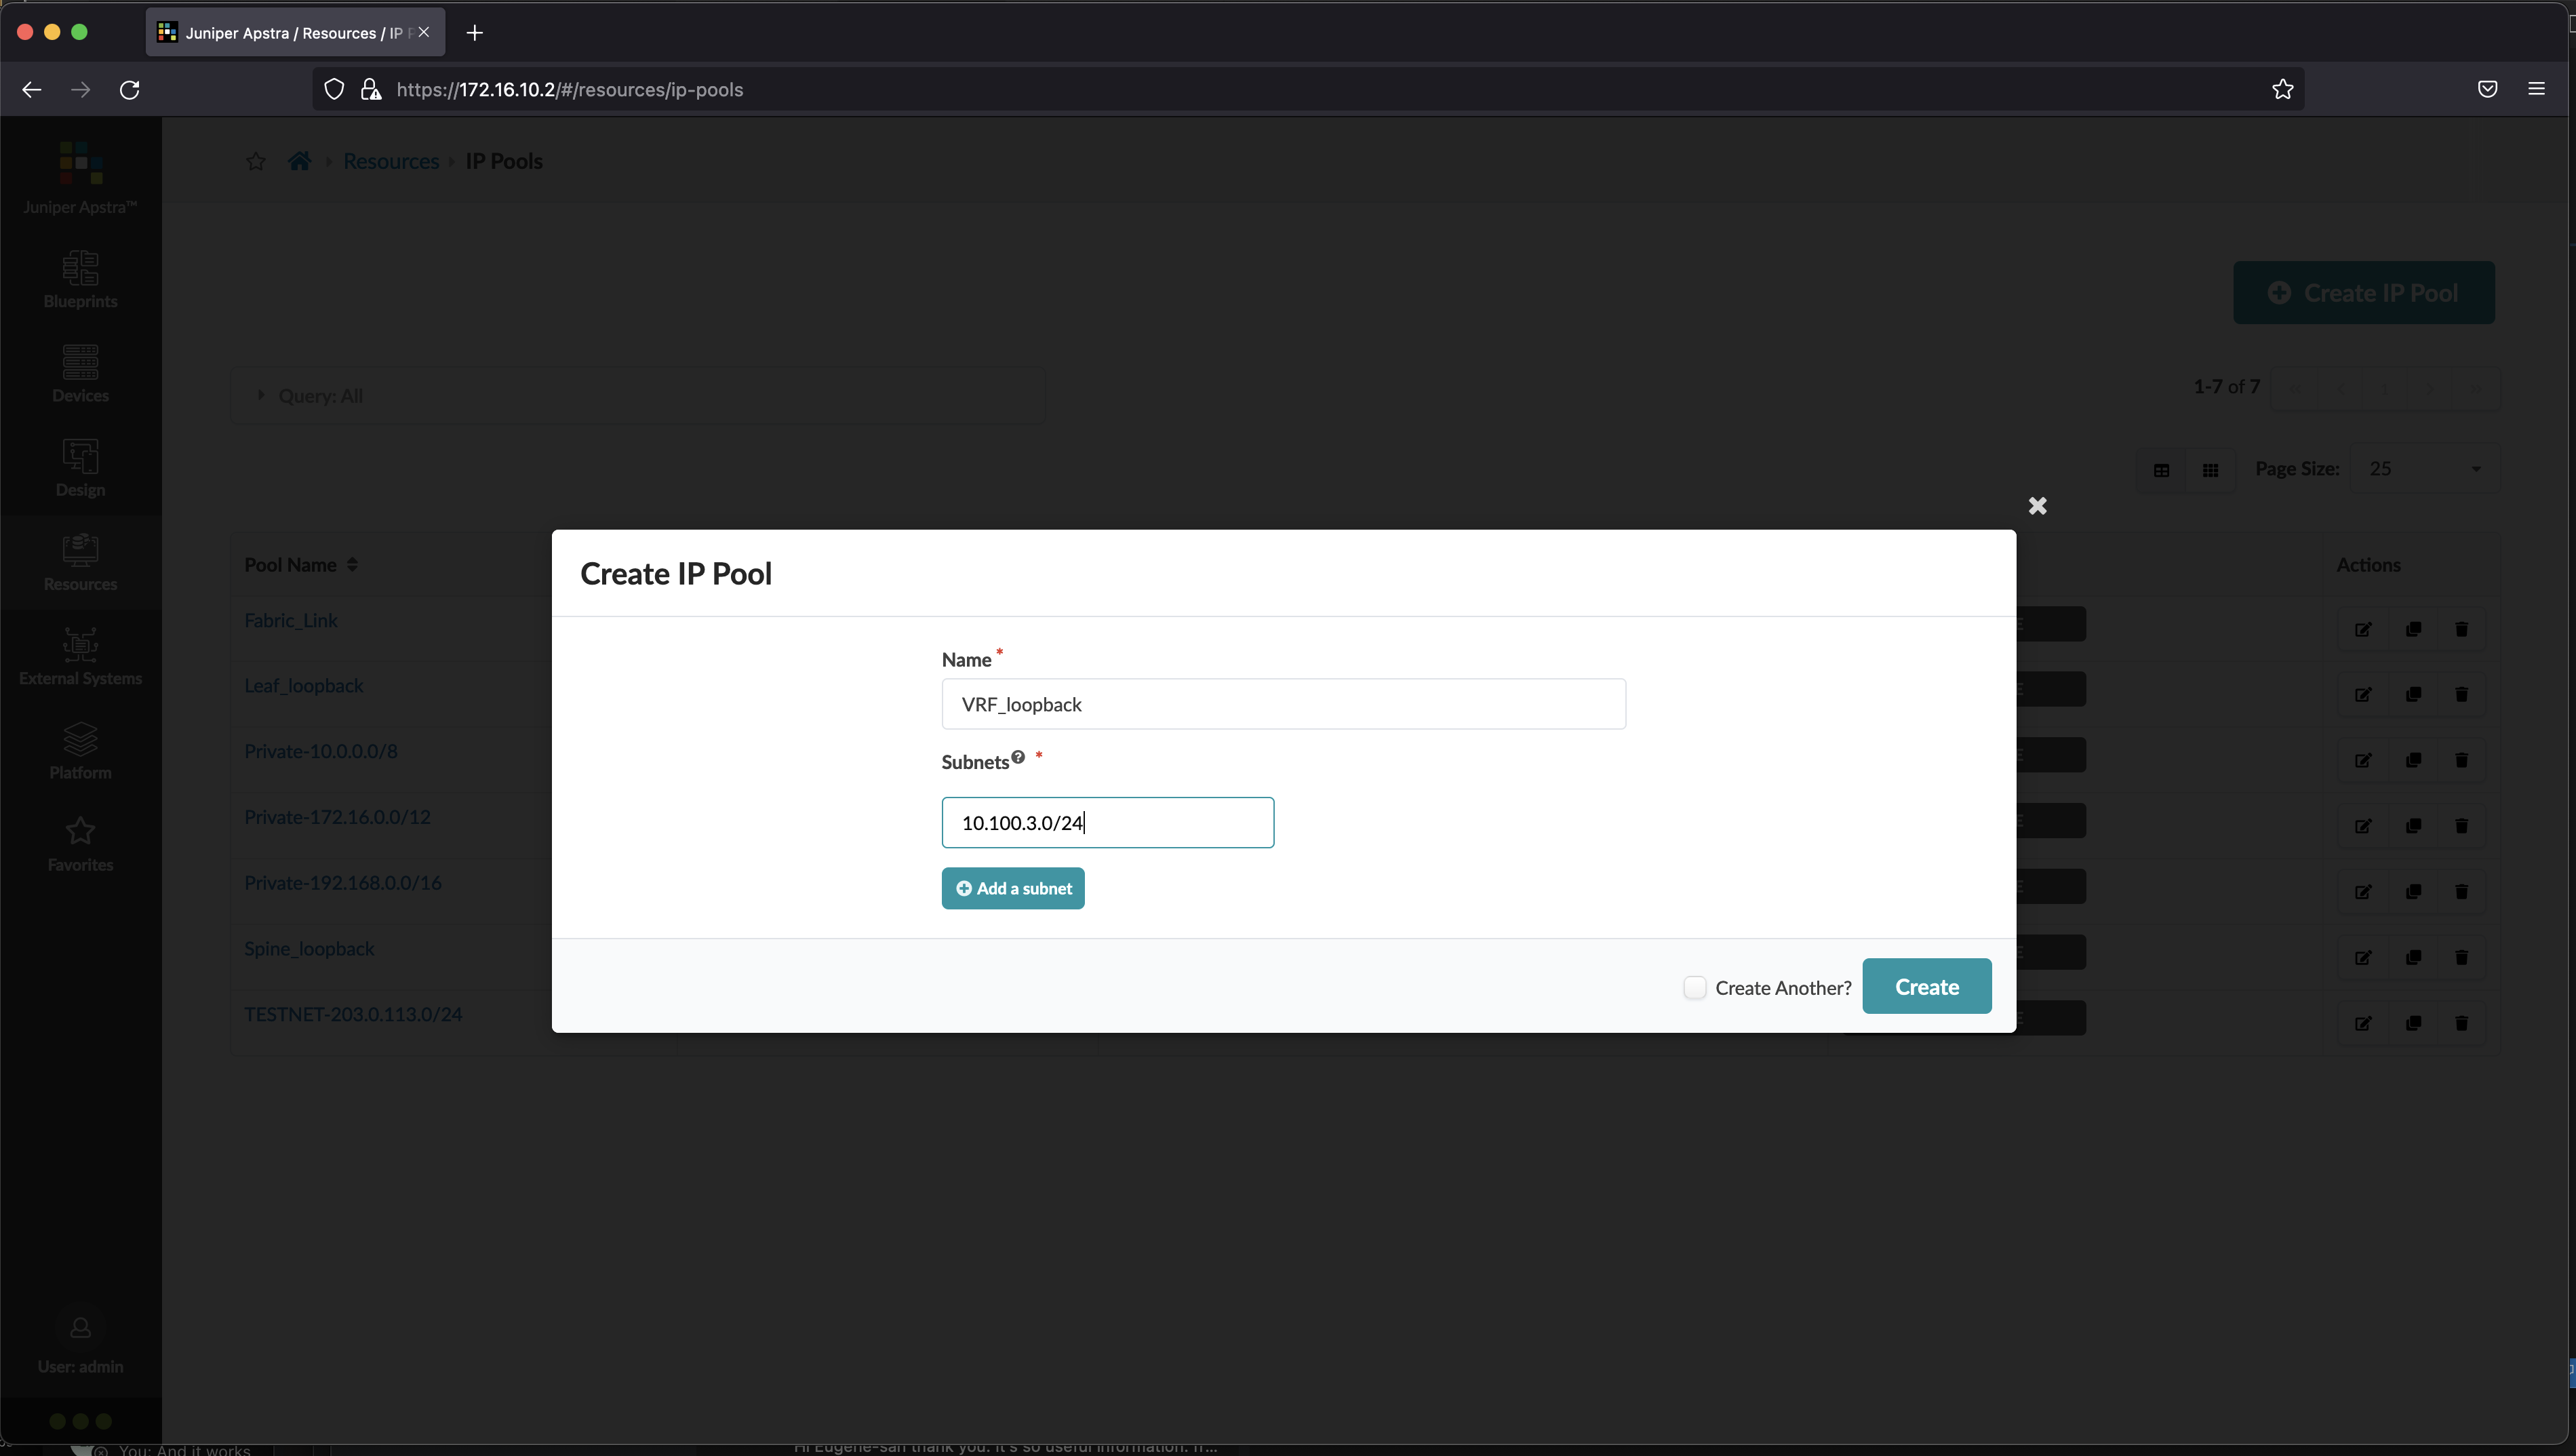 Juniper Apstra / Resources / IP P
https://172.16.10.2/#/resources/ip-pools
Juniper Apstra™
Blueprints
Devices
Design
Resources
External Systems
Platform
Favorites
User: admin
Resources
IP Pools
Create IP Pool
Query: All
1-7 of 7
Page Size: 25
Pool Name
Actions
Fabric_Link
Leaf_loopback
Private-10.0.0.0/8
Private-172.16.0.0/12
Private-192.168.0.0/16
Spine_loopback
TESTNET-203.0.113.0/24
Create IP Pool
Name *
VRF_loopback
Subnets *
10.100.3.0/24
Add a subnet
Create Another?
Create
You: And it works
Hi Eugene-san thank you. It's so useful information.